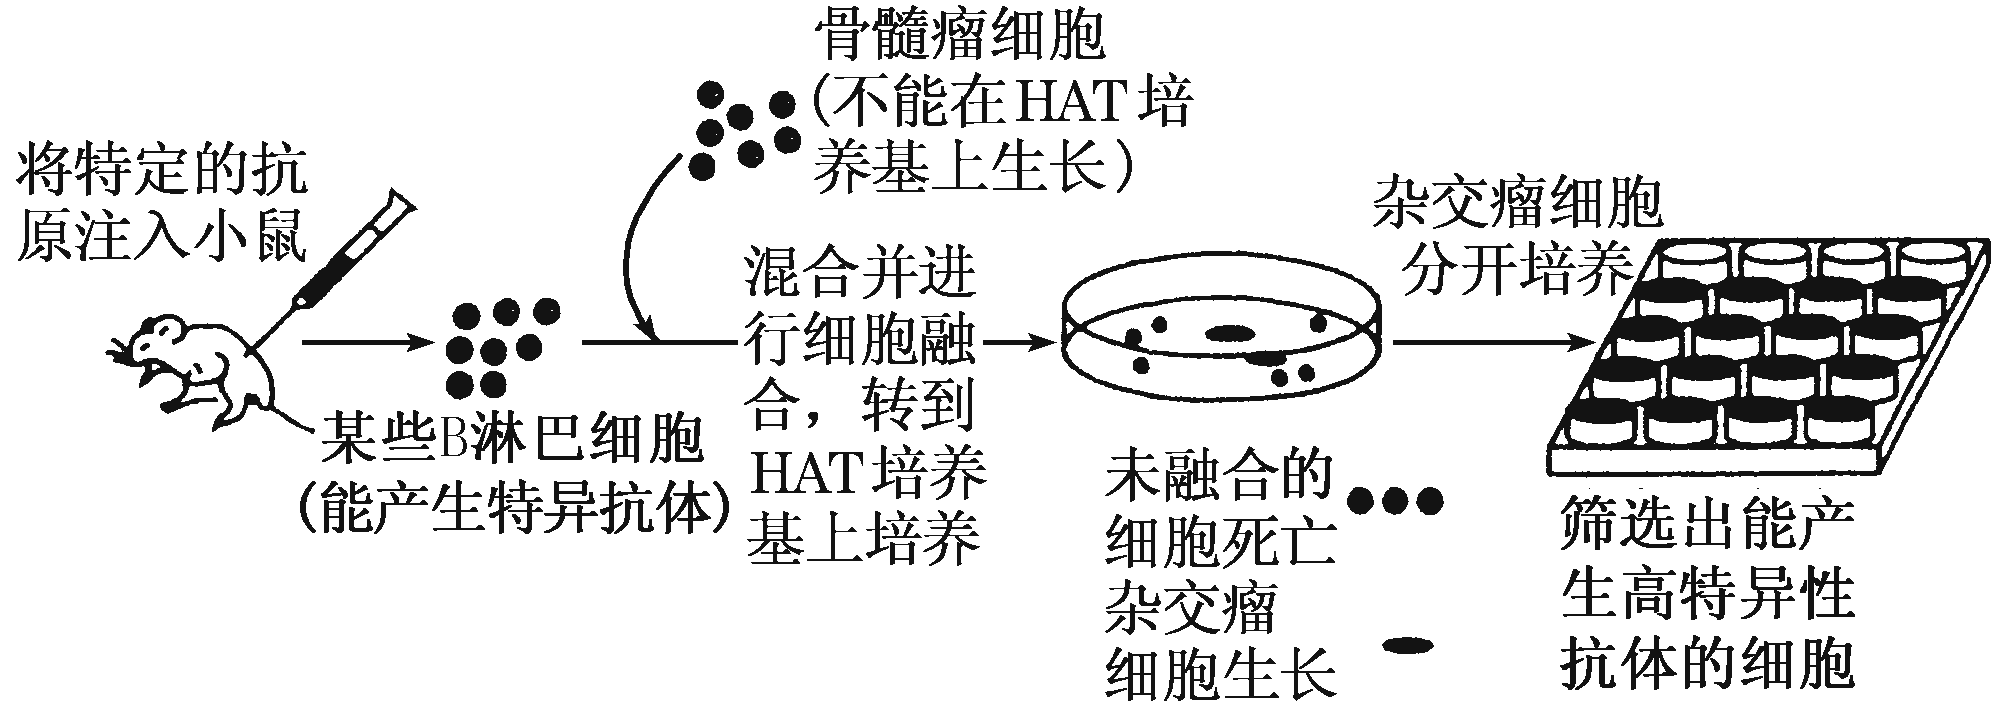 将特定的抗
原注入小鼠
某些B淋巴细胞
(能产生特异抗体)
骨髓瘤细胞
(不能在HAT培
养基上生长)
混合并进
行细胞融
合，转到
HAT培养
基上培养
未融合的
细胞死亡
杂交瘤
细胞生长
杂交瘤细胞
分开培养
筛选出能产
生高特异性
抗体的细胞